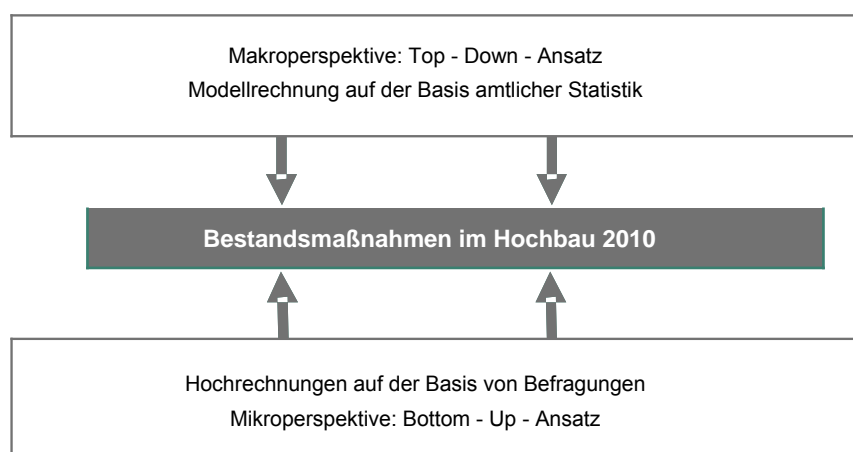 Makroperspektive: Top - Down - Ansatz
Modellrechnung auf der Basis amtlicher Statistik
Bestandsmaßnahmen im Hochbau 2010
Hochrechnungen auf der Basis von Befragungen
Mikroperspektive: Bottom - Up - Ansatz